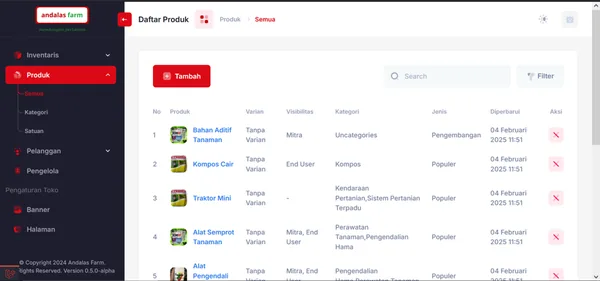 andalas farm
Inventaris
Produk
Semua
Kategori
Satuan
Pelanggan
Pengelola
Pengaturan Toko
Banner
Halaman
© Copyright 2024 Andalas Farm.
Rights Reserved. Version 0.5.0-alpha
Daftar Produk
Produk
Semua
Tambah
Search
Filter
No Produk Varian Visibilitas Kategori Jenis Diperbarui Aksi
1 Bahan Aditif Tanaman Tanpa Varian Mitra Uncategories Pengembangan 04 Februari 2025 11:51
2 Kompos Cair Tanpa Varian End User Kompos Populer 04 Februari 2025 11:51
3 Traktor Mini Tanpa Varian - Kendaraan Pertanian,Sistem Pertanian Terpadu Populer 04 Februari 2025 11:51
4 Alat Semprot Tanaman Tanpa Varian Mitra, End User Perawatan Tanaman,Pengendalian Hama Populer 04 Februari 2025 11:51
5 Alat Pengendali Tanpa Varian Mitra, End User Pengendalian Hama,Perawatan Tanaman Populer 04 Februari 2025 11:51